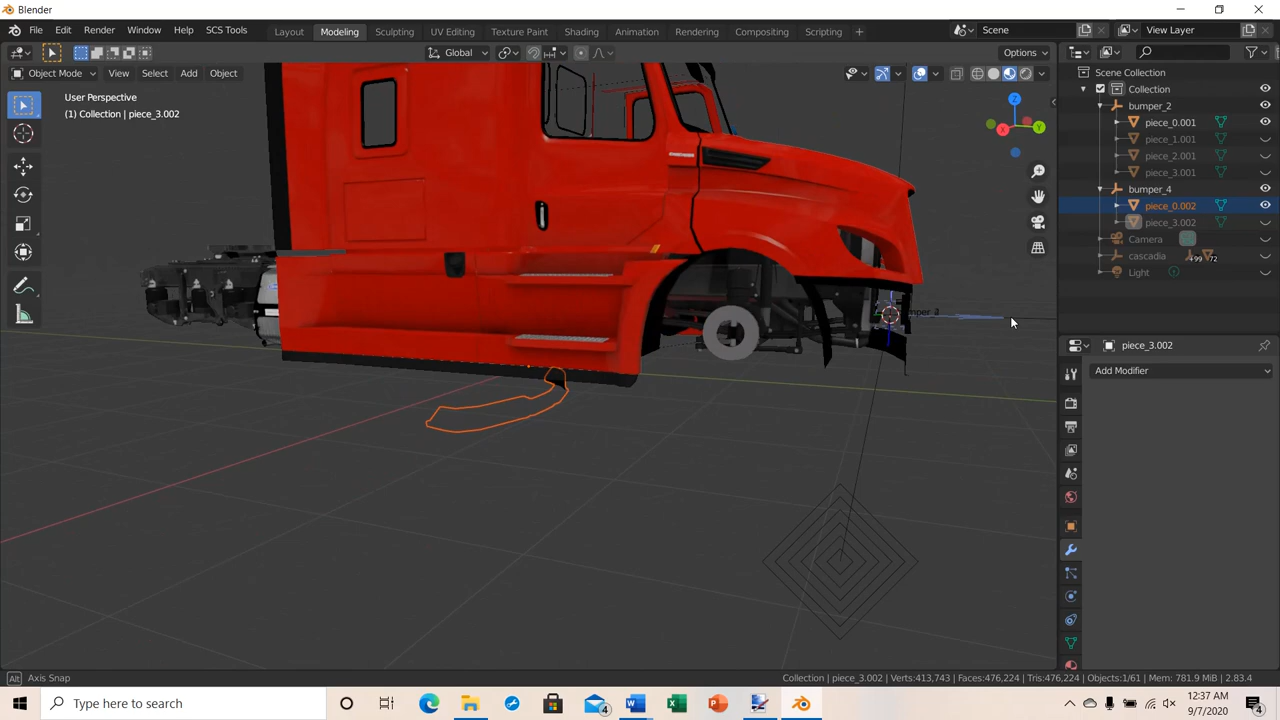 Blender
File Edit Render Window Help SCS Tools Layout Modeling Sculpting UV Editing Texture Paint Shading Animation Rendering Compositing Scripting + Scene View Layer
Global Options
Object Mode View Select Add Object
User Perspective
(1) Collection | piece_3.002
Z
X
Y
Scene Collection
Collection
bumper_2
piece_0.001
piece_1.001
piece_2.001
piece_3.001
bumper_4
piece_0.002
piece_3.002
Camera
cascadia
Light
piece_3.002
Add Modifier
Alt Axis Snap Collection | piece_3.002 | Verts:413,743 | Faces:476,224 | Tris:476,224 | Objects:1/61 | Mem: 781.9 MiB | 2.83.4
Type here to search
4
12:37 AM
9/7/2020
4